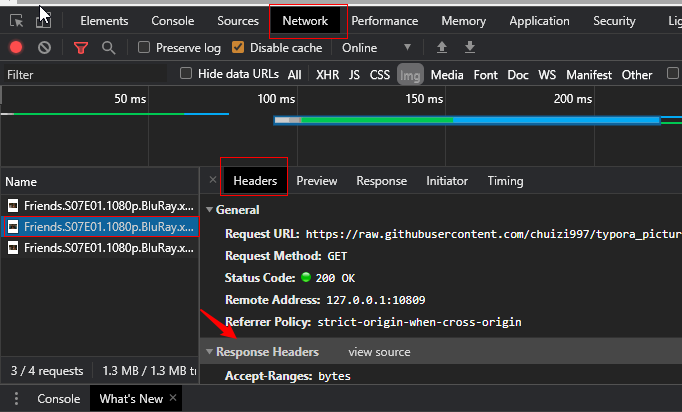 Elements Console Sources Network Performance Memory Application Security Lig
Preserve log Disable cache Online
Filter Hide data URLs All XHR JS CSS Img Media Font Doc WS Manifest Other
50 ms 100 ms 150 ms 200 ms
Name
Friends.S07E01.1080p.BluRay.x...
Friends.S07E01.1080p.BluRay.x...
Friends.S07E01.1080p.BluRay.x...
3 / 4 requests 1.3 MB / 1.3 MB tr
× Headers Preview Response Initiator Timing
General
Request URL: https://raw.githubusercontent.com/chuizi997/typora_pictur
Request Method: GET
Status Code: 200 OK
Remote Address: 127.0.0.1:10809
Referrer Policy: strict-origin-when-cross-origin
Response Headers view source
Accept-Ranges: bytes
Console What's New ×